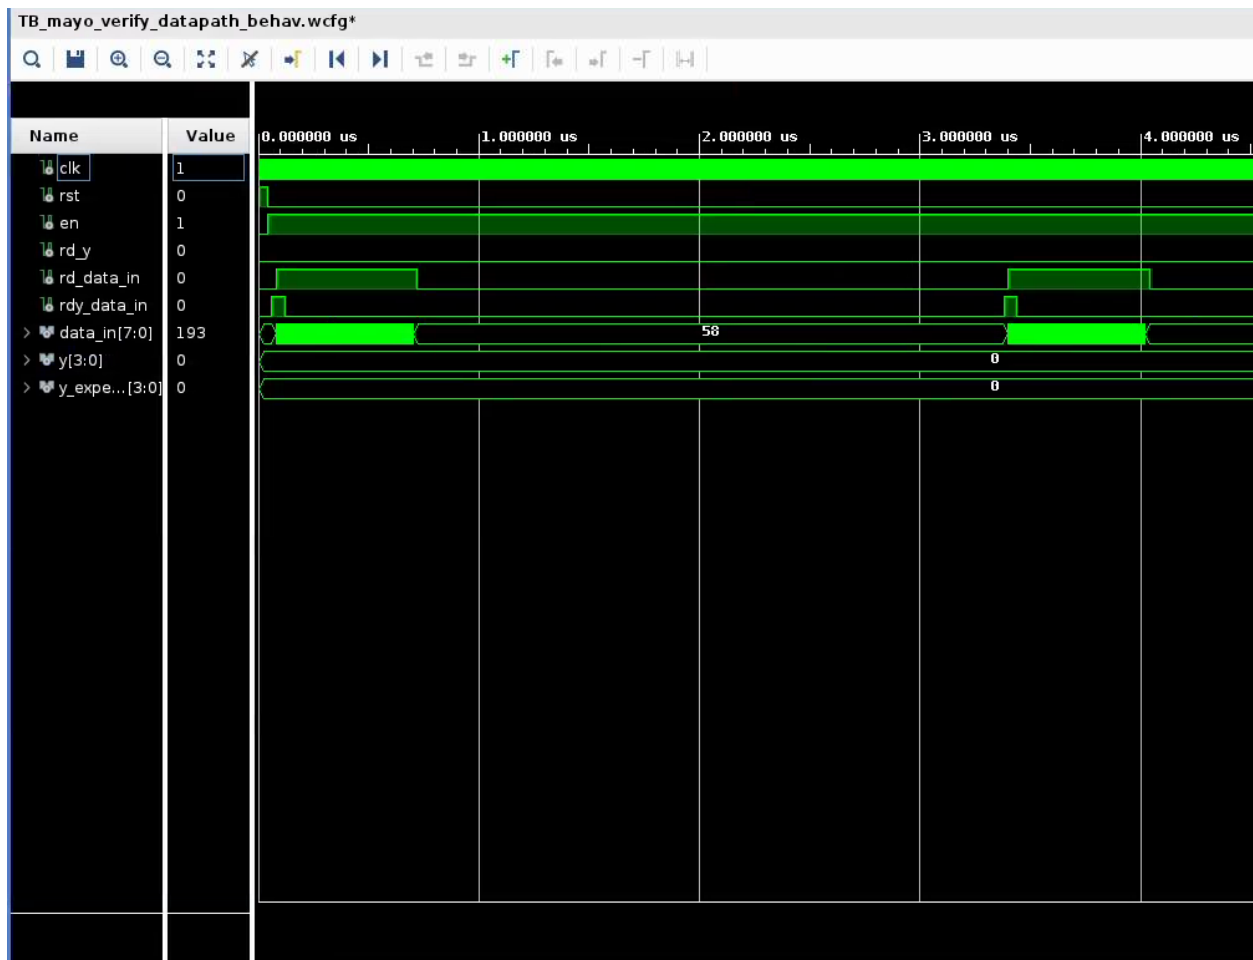 TB_mayo_verify_datapath_behav.wcfg*
Name Value 0.000000 us 1.000000 us 2.000000 us 3.000000 us 4.000000 us
clk 1
rst 0
en 1
rd_y 0
rd_data_in 0
rdy_data_in 0
data_in[7:0] 193 58
y[3:0] 0 0
y_expe...[3:0] 0 0